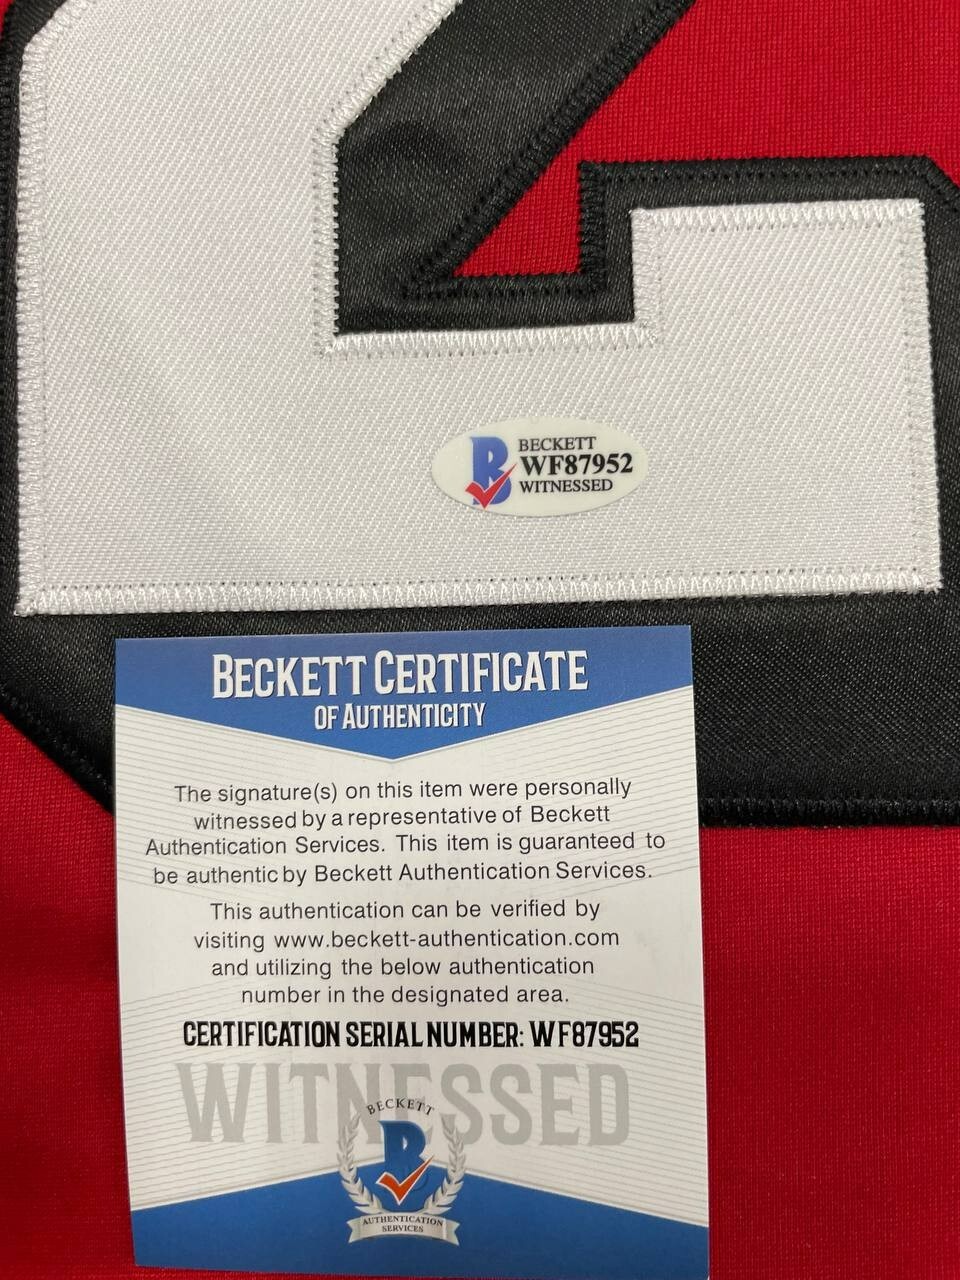 2
BECKETT
WF87952
WITNESSED
BECKETT CERTIFICATE
OF AUTHENTICITY
The signature(s) on this item were personally
witnessed by a representative of Beckett
Authentication Services. This item is guaranteed to
be authentic by Beckett Authentication Services.
This authentication can be verified by
visiting www.beckett-authentication.com
and utilizing the below authentication
number in the designated area.
CERTIFICATION SERIAL NUMBER: WF87952
WITNESSED
BECKETT
B
AUTHENTICATION
SERVICES